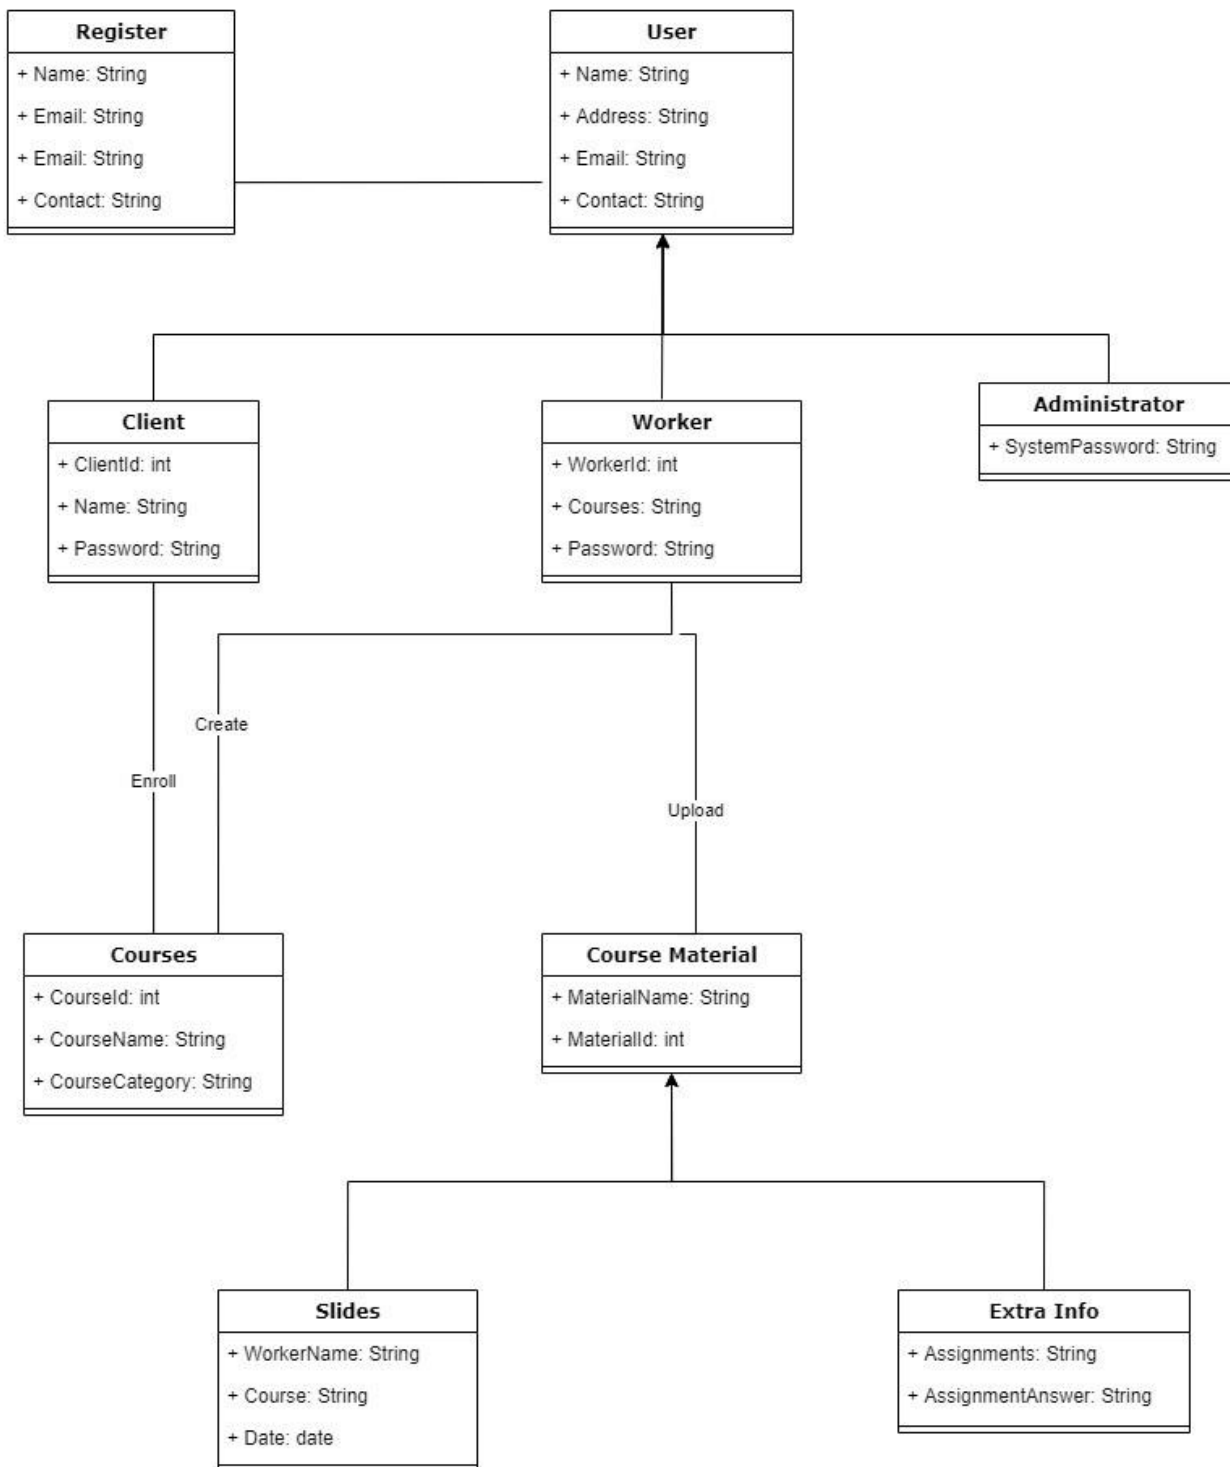 Register
+ Name: String
+ Email: String
+ Email: String
+ Contact: String
User
+ Name: String
+ Address: String
+ Email: String
+ Contact: String
Client
+ ClientId: int
+ Name: String
+ Password: String
Worker
+ WorkerId: int
+ Courses: String
+ Password: String
Administrator
+ SystemPassword: String
Create
Enroll
Upload
Courses
+ CourseId: int
+ CourseName: String
+ CourseCategory: String
Course Material
+ MaterialName: String
+ MaterialId: int
Slides
+ WorkerName: String
+ Course: String
+ Date: date
Extra Info
+ Assignments: String
+ AssignmentAnswer: String